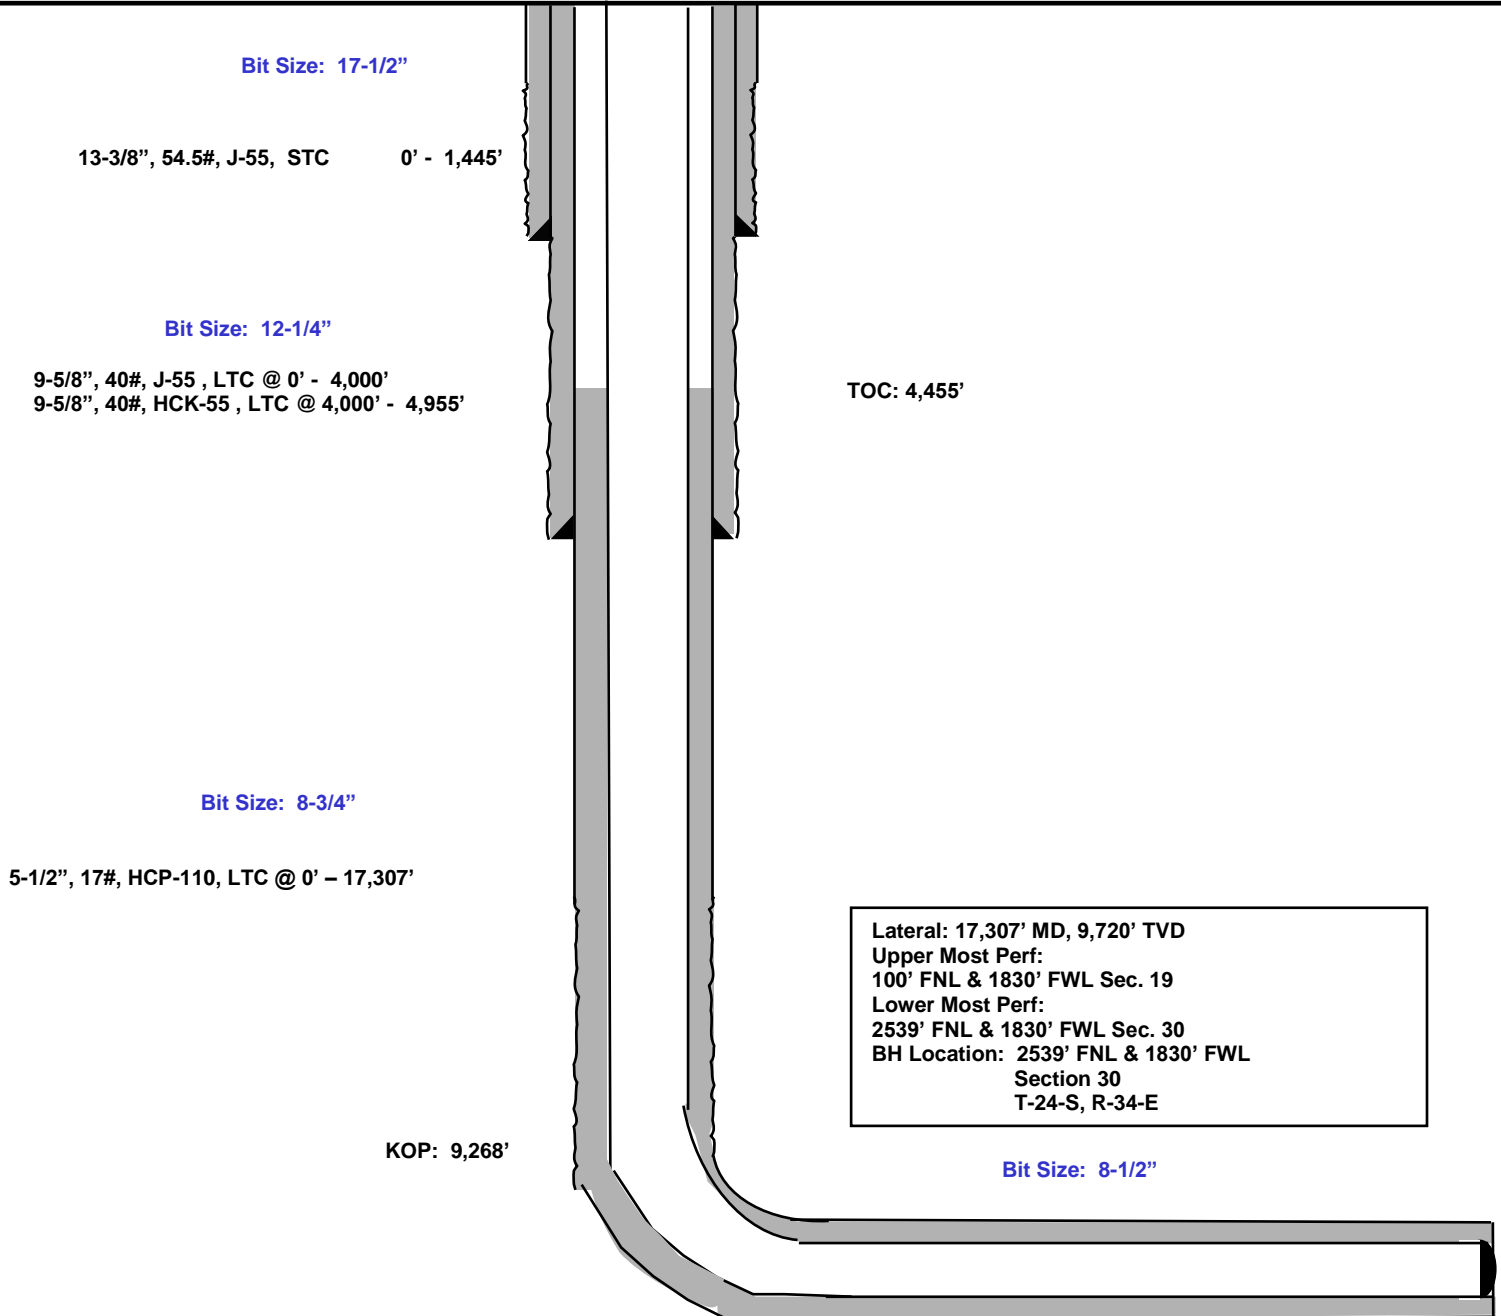 Bit Size:  17-1/2”
13-3/8”, 54.5#, J-55,  STC 0’ -  1,445’
Bit Size:  12-1/4”
9-5/8”, 40#, J-55 , LTC @ 0’ -  4,000’
9-5/8”, 40#, HCK-55 , LTC @ 4,000’ -  4,955’
TOC: 4,455’
Bit Size:  8-3/4”
5-1/2”, 17#, HCP-110, LTC @ 0’ – 17,307’
Lateral: 17,307’ MD, 9,720’ TVD
Upper Most Perf:
100’ FNL & 1830’ FWL Sec. 19
Lower Most Perf:
2539’ FNL & 1830’ FWL Sec. 30
BH Location:  2539’ FNL & 1830’ FWL
Section 30
T-24-S, R-34-E
KOP:  9,268’
Bit Size:  8-1/2”